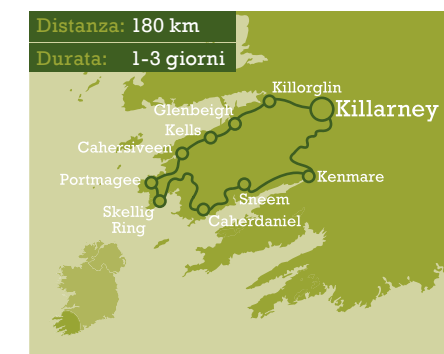 Distanza: 180 km
Durata: 1-3 giorni
Killorglin
Killarney
Glenbeigh
Kells
Cahersiveen
Portmagee
Kenmare
Skellig
Ring
Sneem
Caherdaniel